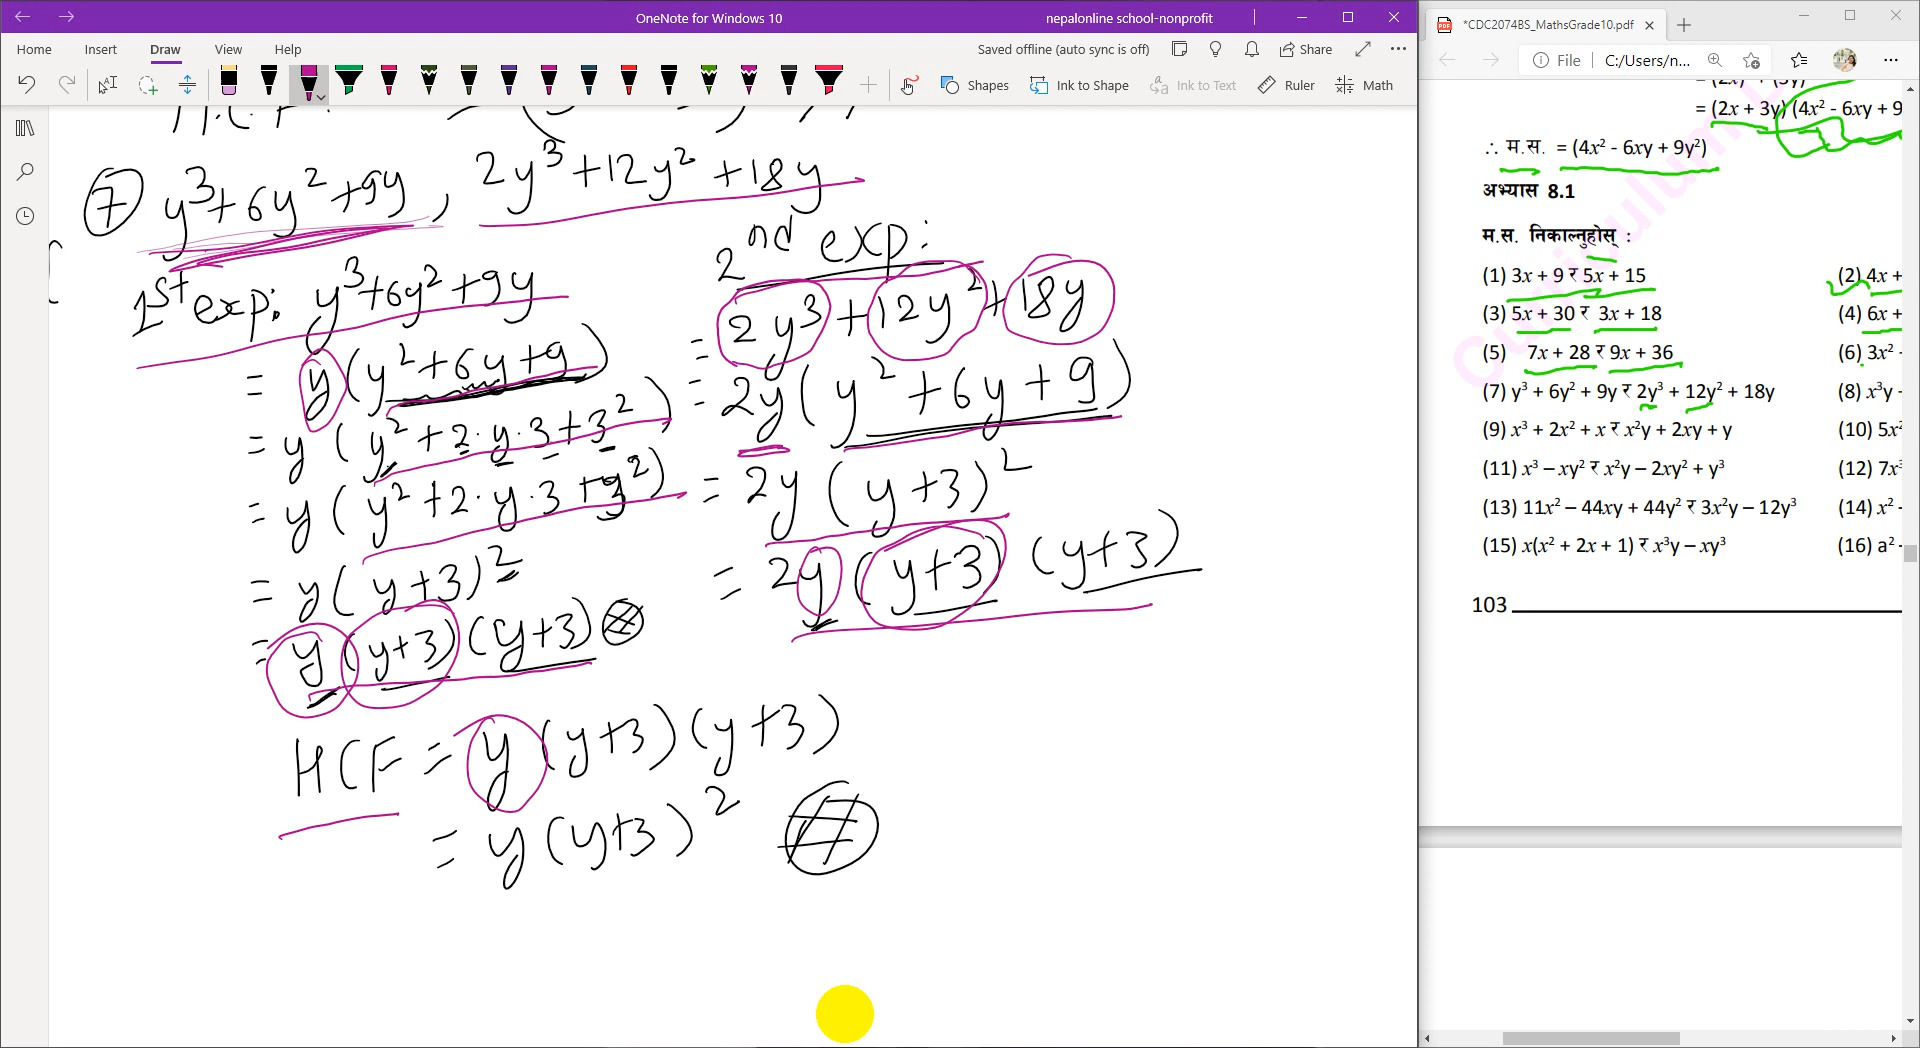 OneNote for Windows 10
nepalonline school-nonprofit
Home Insert Draw View Help
Saved offline (auto sync is off)
Share
Shapes
Ink to Shape
Ink to Text
Ruler
Math
H.C.F.
⑦ y³+6y²+9y , 2y³+12y²+18y
1st exp: y³+6y²+9y
= y(y²+6y+9)
= y(y²+2·y·3+3²)
= y(y²+2·y·3+3²)
= y(y+3)²
= y(y+3)(y+3)
2nd exp:
= 2y³+12y²+18y
= 2y(y²+6y+9)
= 2y(y+3)²
= 2y(y+3)(y+3)
HCF = y(y+3)(y+3)
= y(y+3)²
*CDC2074BS_MathsGrade10.pdf
File
C:/Users/n...
= (2x + 3y) (4x² - 6xy + 9
∴ म.स. = (4x² - 6xy + 9y²)
अभ्यास 8.1
म.स. निकाल्नुहोस् :
(1) 3x + 9 र 5x + 15 (2) 4x +
(3) 5x + 30 र 3x + 18 (4) 6x +
(5) 7x + 28 र 9x + 36 (6) 3x² -
(7) y³ + 6y² + 9y र 2y³ + 12y² + 18y (8) x³y -
(9) x³ + 2x² + x र x²y + 2xy + y (10) 5x²
(11) x³ – xy² र x²y – 2xy² + y³ (12) 7x³
(13) 11x² – 44xy + 44y² र 3x²y – 12y³ (14) x² -
(15) x(x² + 2x + 1) र x³y – xy³ (16) a² -
103